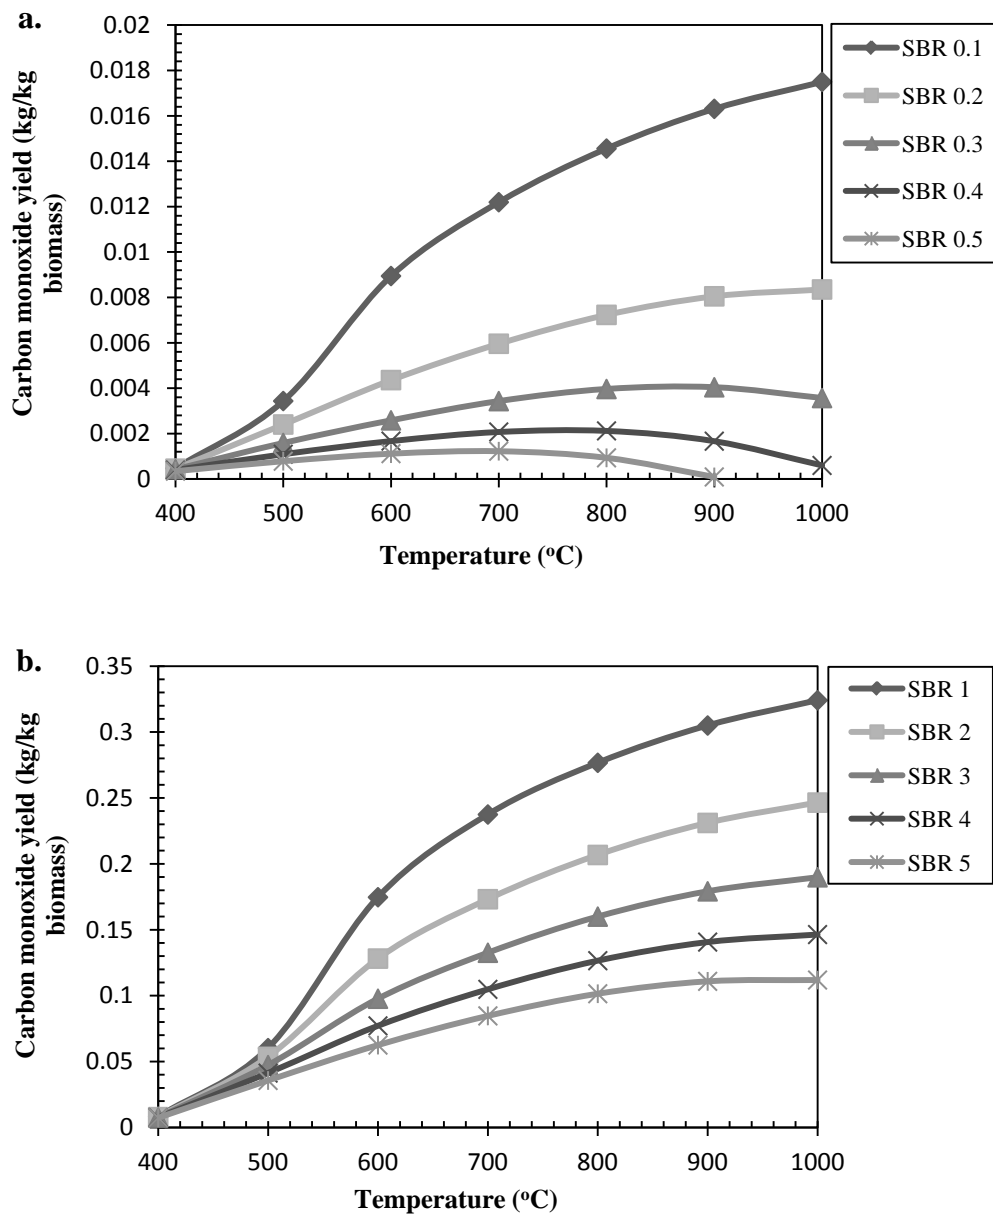 a.
Carbon monoxide yield (kg/kg
biomass)
0.02
0.018
0.016
0.014
0.012
0.01
0.008
0.006
0.004
0.002
0
400 500 600 700 800 900 1000
Temperature (ºC)
SBR 0.1
SBR 0.2
SBR 0.3
SBR 0.4
SBR 0.5
b.
Carbon monoxide yield (kg/kg
biomass)
0.35
0.3
0.25
0.2
0.15
0.1
0.05
0
400 500 600 700 800 900 1000
Temperature (ºC)
SBR 1
SBR 2
SBR 3
SBR 4
SBR 5